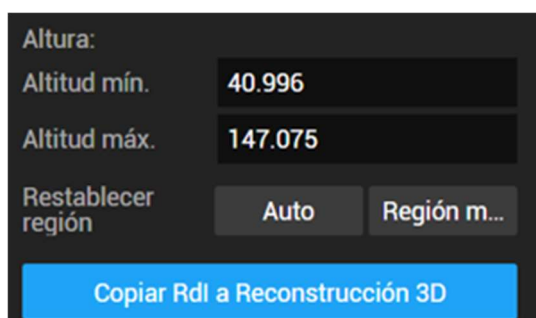 Altura:
Altitud mín. 40.996
Altitud máx. 147.075
Restablecer
región Auto Región m...
Copiar RdI a Reconstrucción 3D